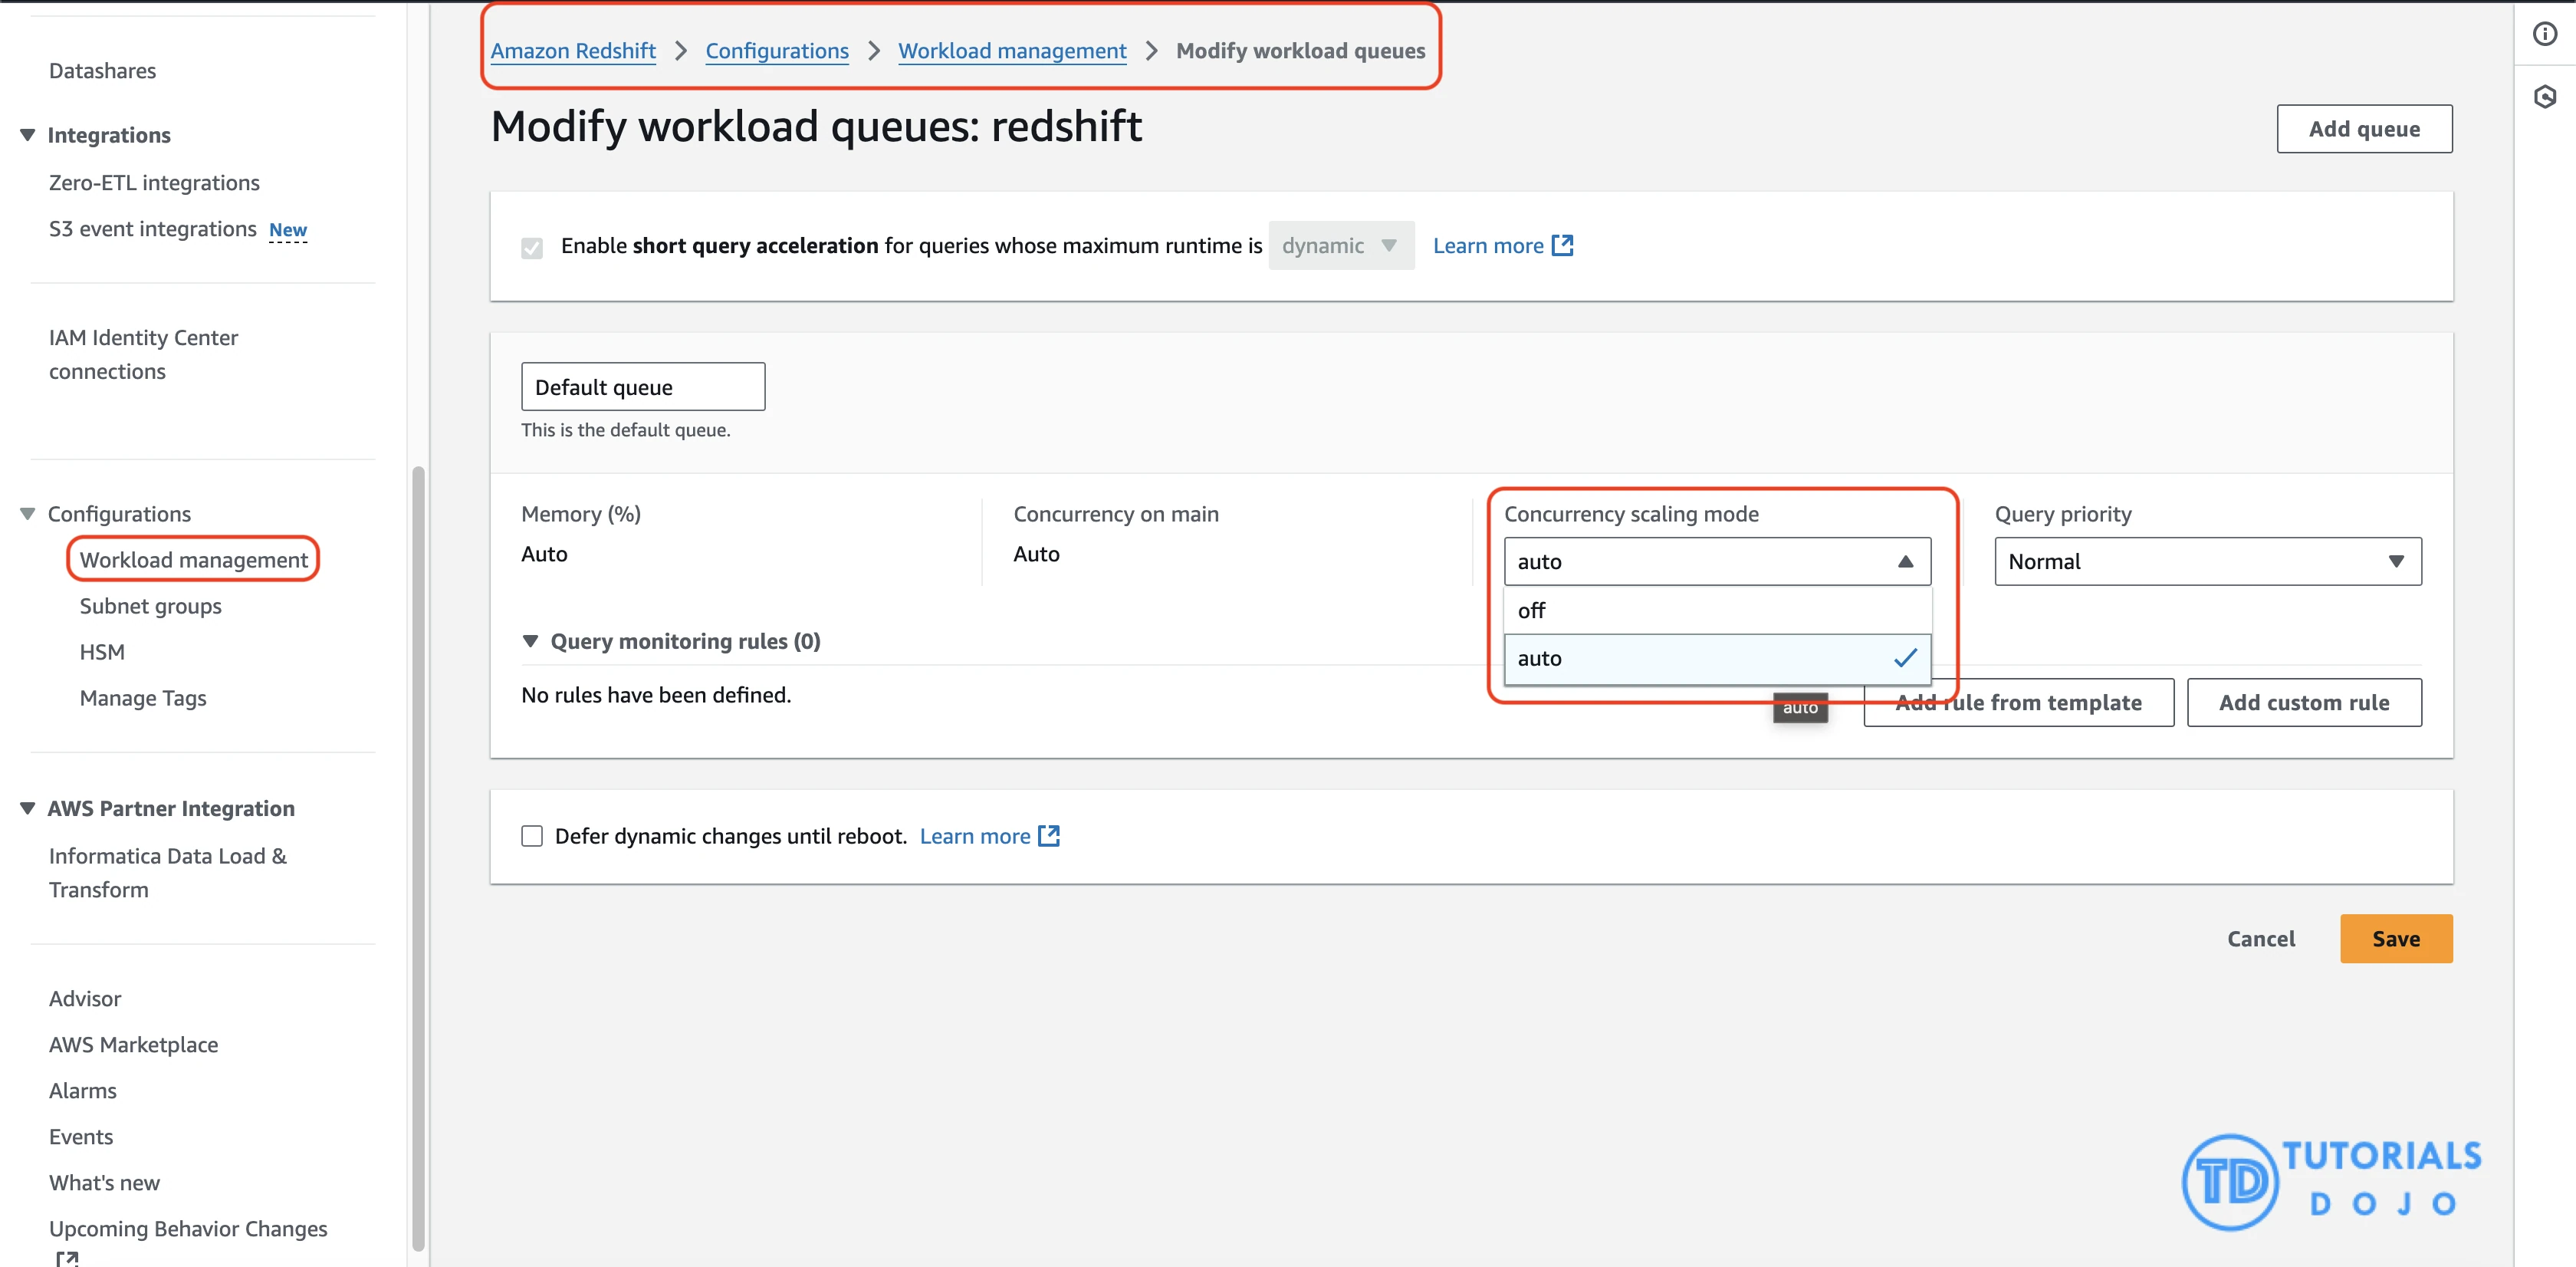 Datashares
Integrations
Zero-ETL integrations
S3 event integrations New
IAM Identity Center
connections
Configurations
Workload management
Subnet groups
HSM
Manage Tags
AWS Partner Integration
Informatica Data Load &
Transform
Advisor
AWS Marketplace
Alarms
Events
What's new
Upcoming Behavior Changes
Amazon Redshift > Configurations > Workload management > Modify workload queues
Modify workload queues: redshift
Add queue
Enable short query acceleration for queries whose maximum runtime is dynamic Learn more
Default queue
This is the default queue.
Memory (%)
Auto
Concurrency on main
Auto
Concurrency scaling mode
auto
off
auto
auto
Query priority
Normal
Query monitoring rules (0)
No rules have been defined.
Add rule from template
Add custom rule
Defer dynamic changes until reboot. Learn more
Cancel
Save
TD
TUTORIALS
DOJO